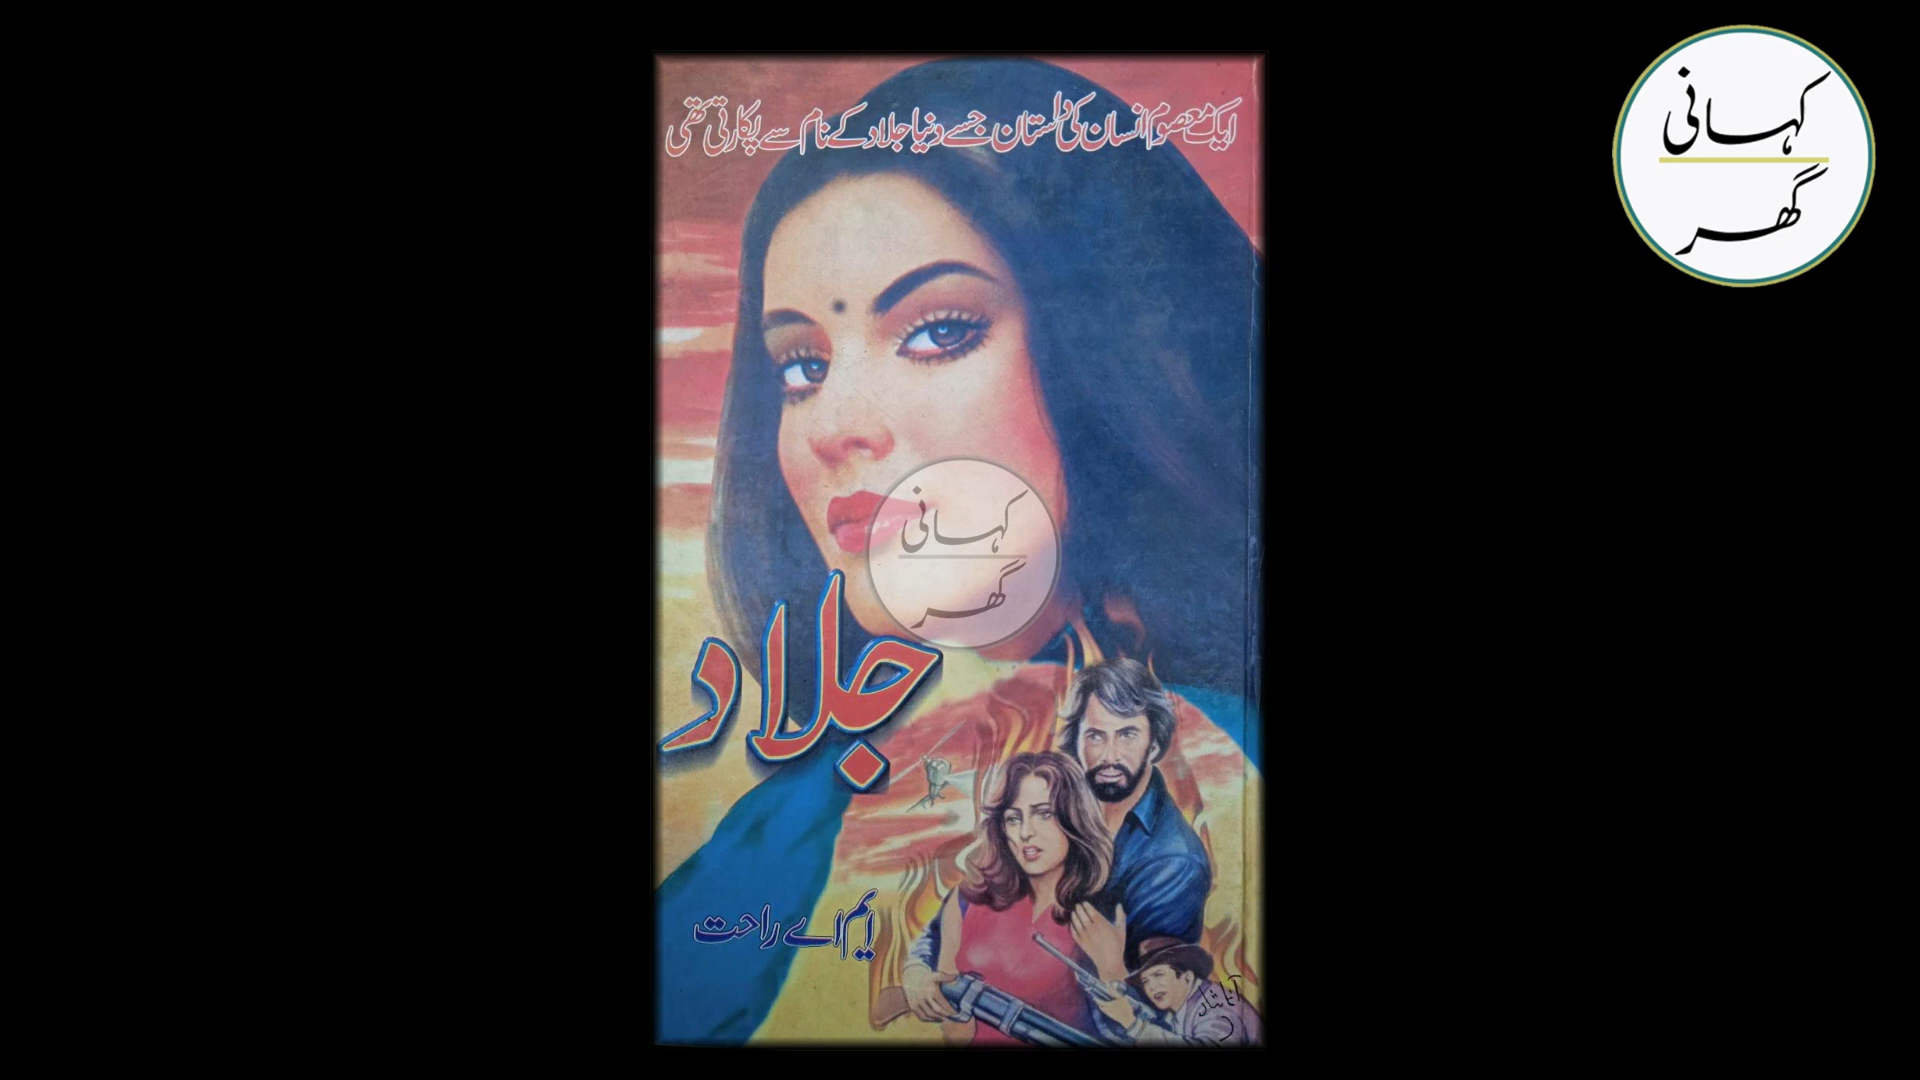 ایک معصوم انسان کی داستان جسے دنیا جلاد کے نام سے پکارتی تھی
کہانی
گھر
کہانی
گھر
جلاد
ایم اے راحت